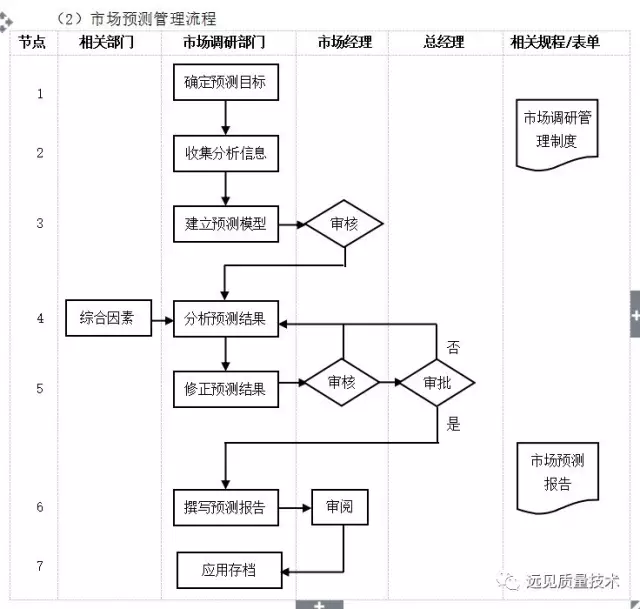 （2）市场预测管理流程
节点 相关部门 市场调研部门 市场经理 总经理 相关规程/表单
1 确定预测目标
市场调研管
理制度
2 收集分析信息
3 建立预测模型 审核
4 综合因素 分析预测结果
否
5 修正预测结果 审核 审批
是
市场预测
报告
6 撰写预测报告 审阅
7 应用存档
远见质量技术